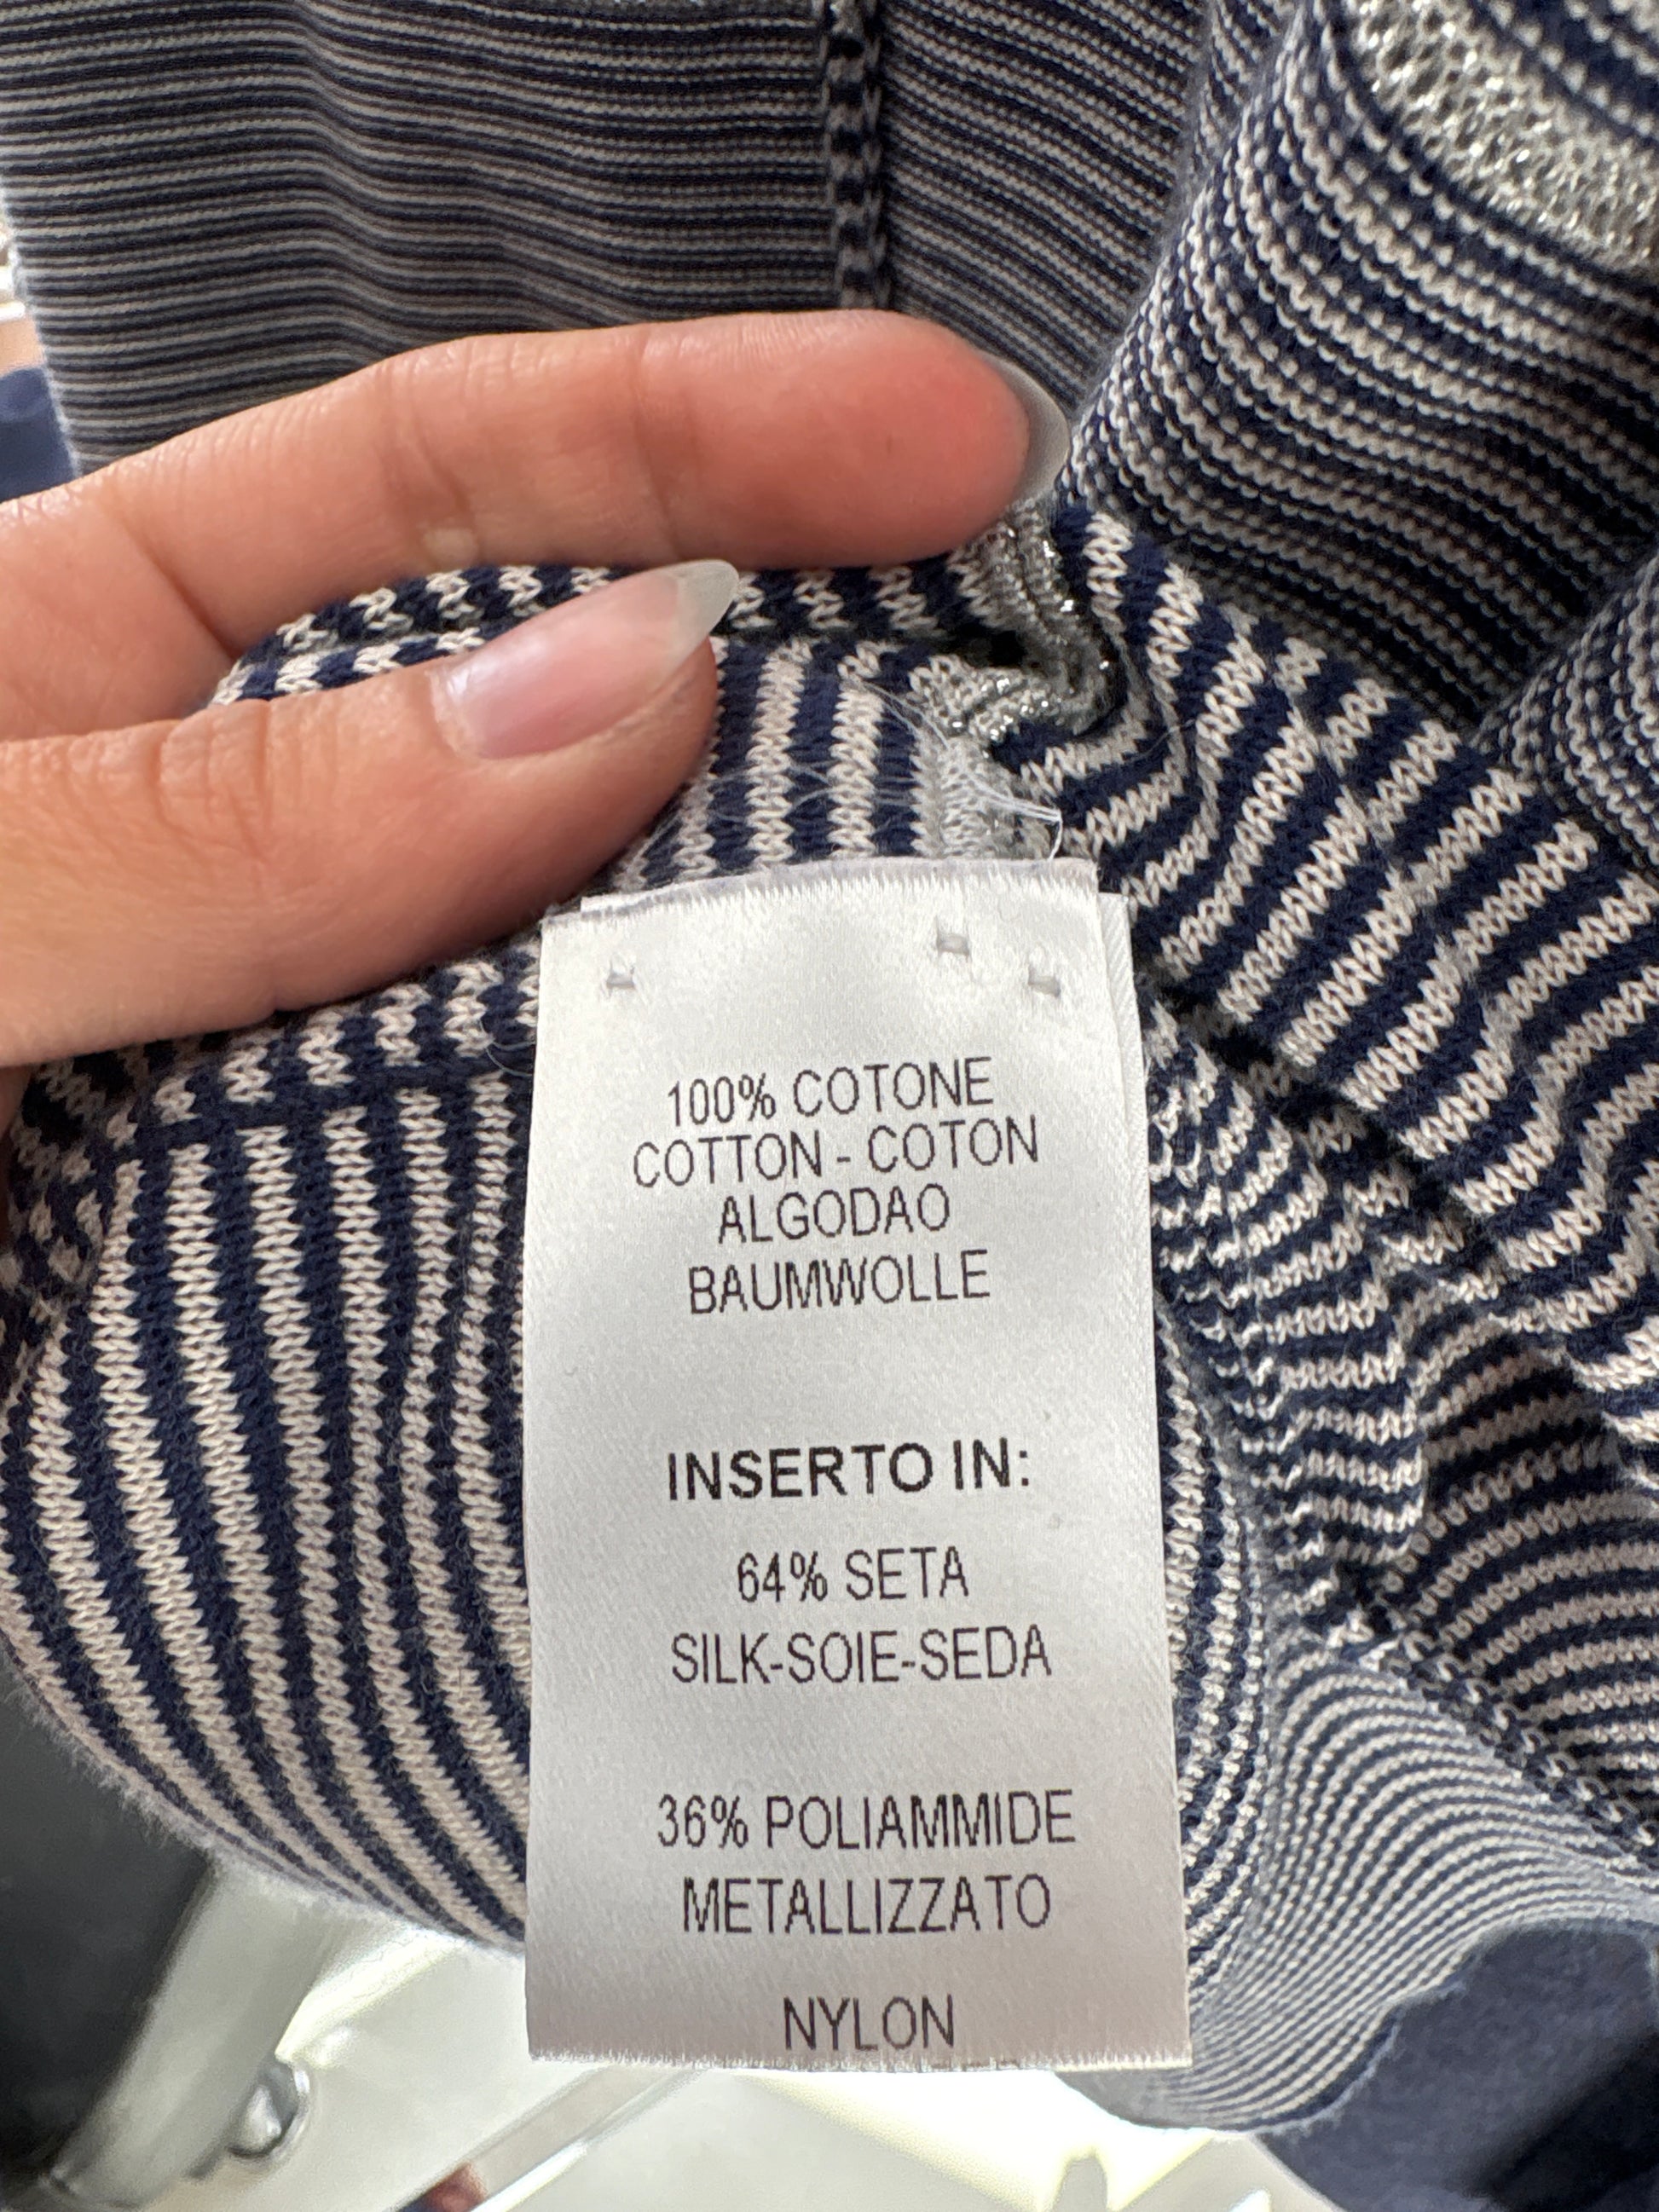 100% COTONE
COTTON - COTON
ALGODAO
BAUMWOLLE
INSERTO IN:
64% SETA
SILK-SOIE-SEDA
36% POLIAMMIDE
METALLIZZATO
NYLON